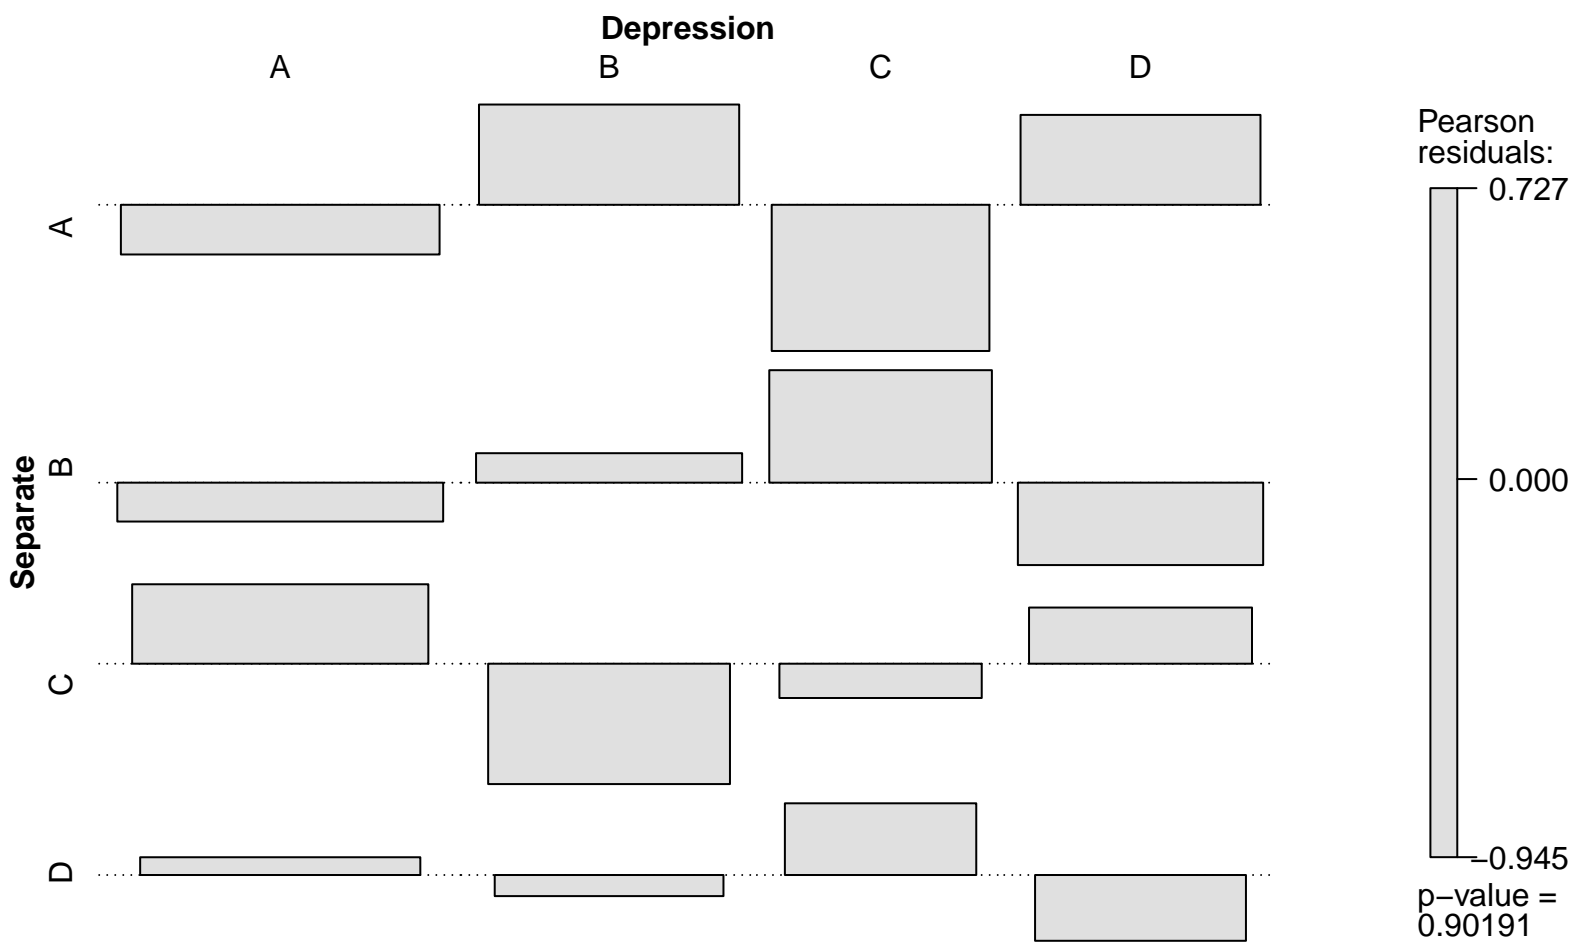 Depression
A B C D
Separate
A
B
C
D
Pearson
residuals:
0.727
0.000
−0.945
p−value =
0.90191